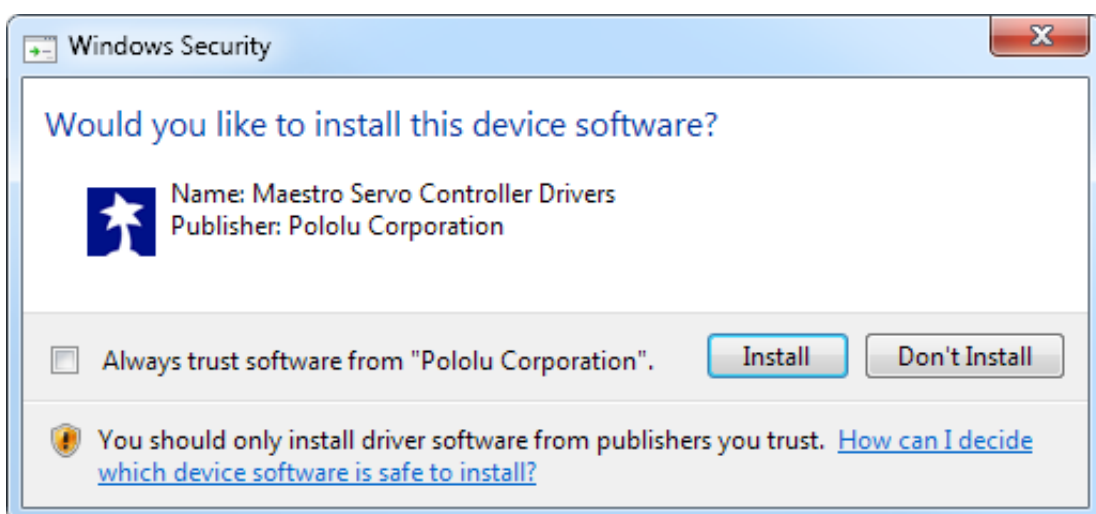 Windows Security
Would you like to install this device software?
Name: Maestro Servo Controller Drivers
Publisher: Pololu Corporation
Always trust software from "Pololu Corporation".
Install
Don't Install
You should only install driver software from publishers you trust. How can I decide
which device software is safe to install?